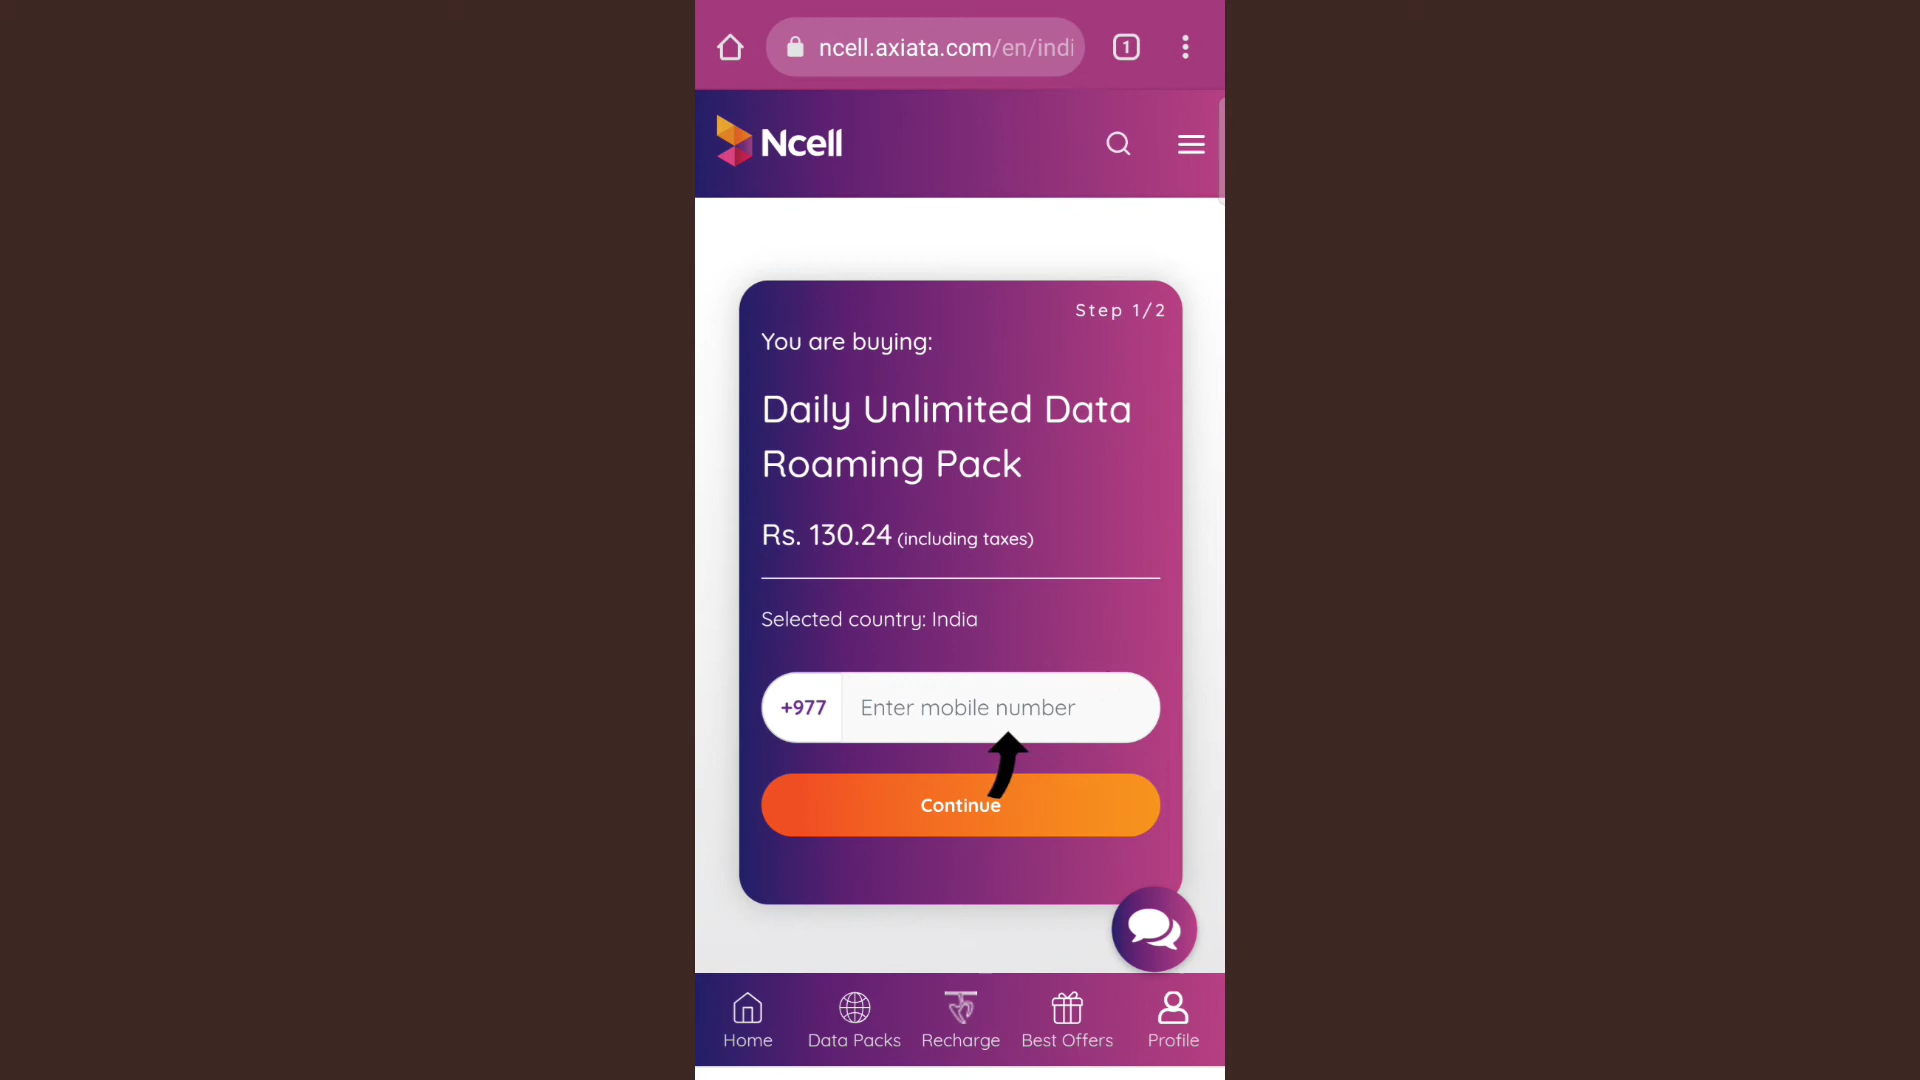 ncell.axiata.com/en/indi
1
Ncell
Step 1/2
You are buying:
Daily Unlimited Data
Roaming Pack
Rs. 130.24 (including taxes)
Selected country: India
+977 Enter mobile number
Continue
रु
Home Data Packs Recharge Best Offers Profile